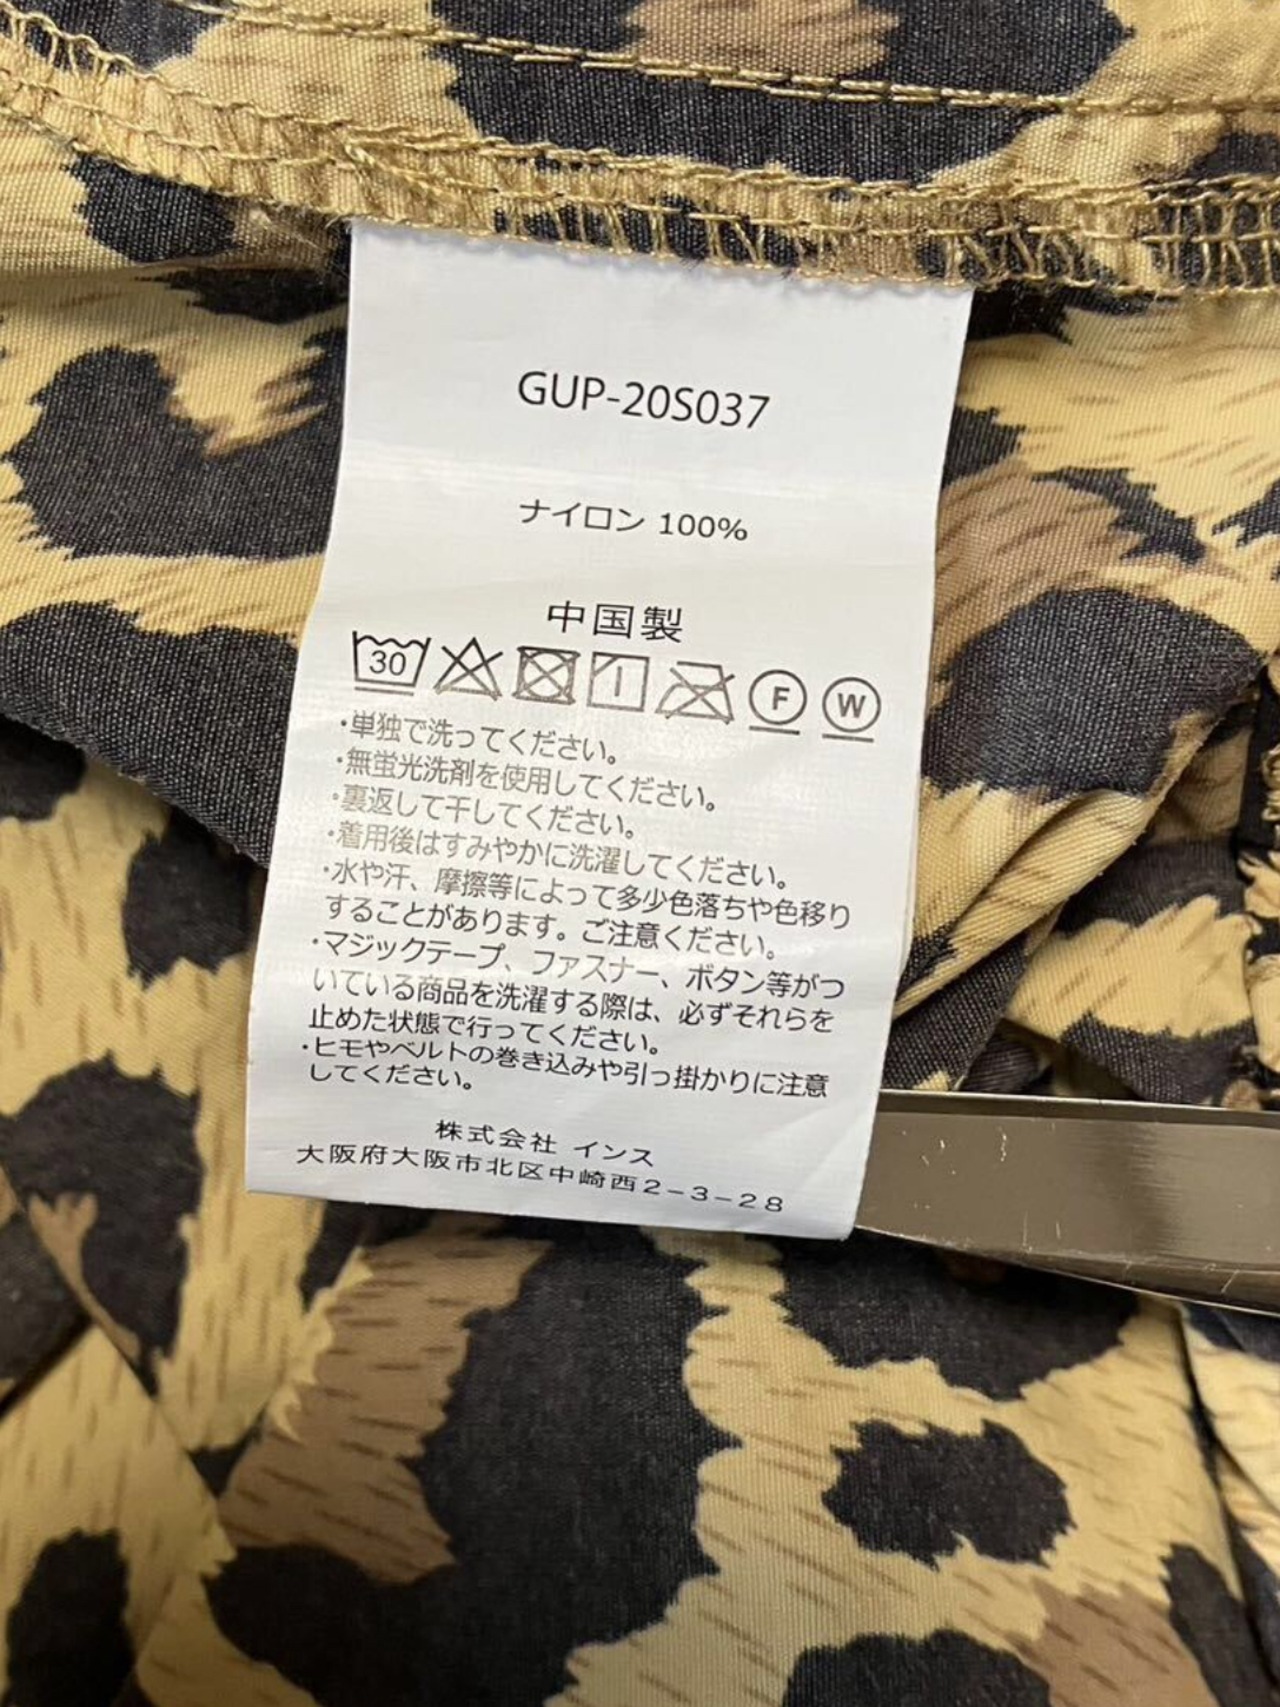 GUP-20S037
ナイロン 100%
中国製
30
F W
・単独で洗ってください。
・無蛍光洗剤を使用してください。
・裏返して干してください。
・着用後はすみやかに洗濯してください。
・水や汗、摩擦等によって多少色落ちや色移り
することがあります。ご注意ください。
・マジックテープ、ファスナー、ボタン等がつ
いている商品を洗濯する際は、必ずそれらを
止めた状態で行ってください。
・ヒモやベルトの巻き込みや引っ掛かりに注意
してください。
株式会社 インス
大阪府大阪市北区中崎西2-3-28